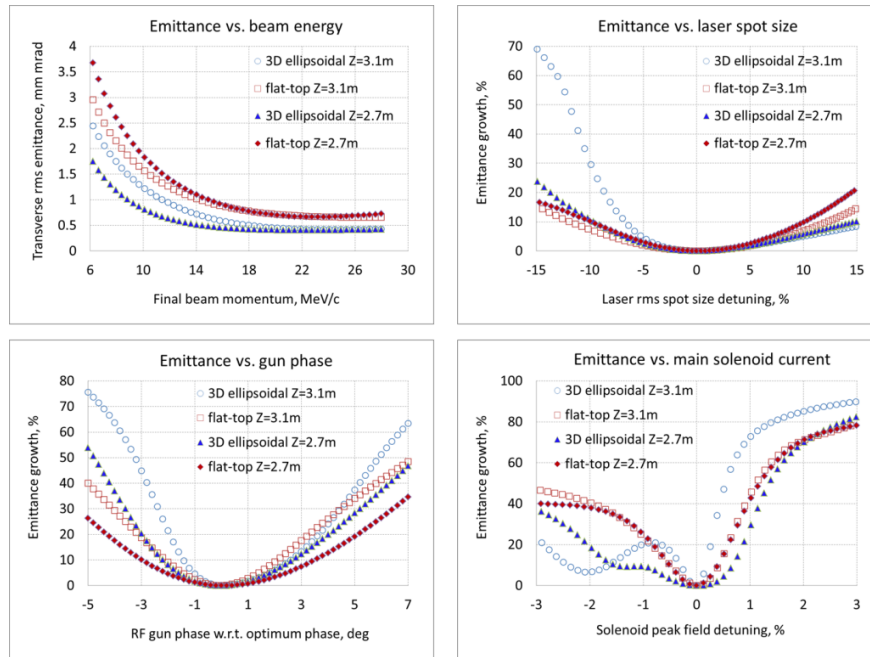 Emittance vs. beam energy
Transverse rms emittance, mm mrad
4
3.5
3
2.5
2
1.5
1
0.5
0
3D ellipsoidal Z=3.1m
flat-top Z=3.1m
3D ellipsoidal Z=2.7m
flat-top Z=2.7m
6 10 14 18 22 26 30
Final beam momentum, MeV/c
Emittance vs. laser spot size
Emittance growth, %
70
60
50
40
30
20
10
0
3D ellipsoidal Z=3.1m
flat-top Z=3.1m
3D ellipsoidal Z=2.7m
flat-top Z=2.7m
-15 -10 -5 0 5 10 15
Laser rms spot size detuning, %
Emittance vs. gun phase
Emittance growth, %
80
70
60
50
40
30
20
10
0
3D ellipsoidal Z=3.1m
flat-top Z=3.1m
3D ellipsoidal Z=2.7m
flat-top Z=2.7m
-5 -3 -1 1 3 5 7
RF gun phase w.r.t. optimum phase, deg
Emittance vs. main solenoid current
Emittance growth, %
100
80
60
40
20
0
3D ellipsoidal Z=3.1m
flat-top Z=3.1m
3D ellipsoidal Z=2.7m
flat-top Z=2.7m
-3 -2 -1 0 1 2 3
Solenoid peak field detuning, %